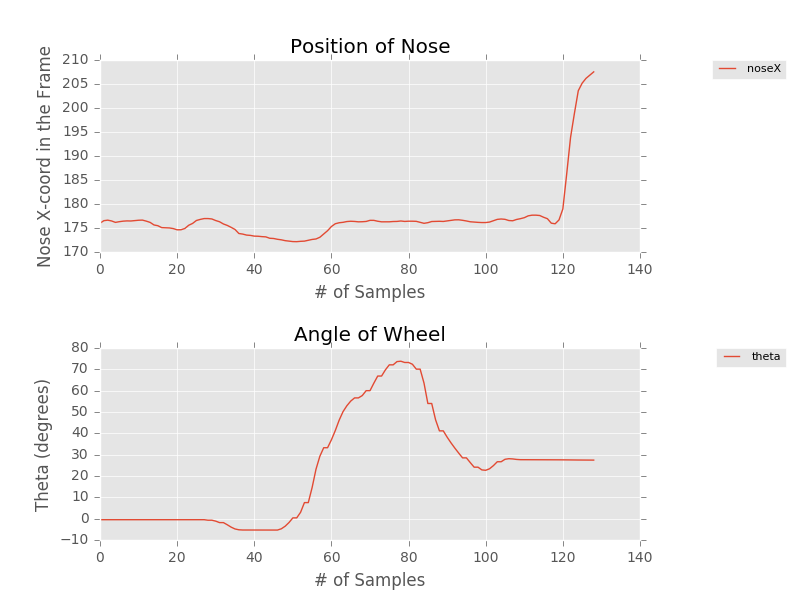 Position of Nose
Nose X-coord in the Frame
210
205
200
195
190
185
180
175
170
0 20 40 60 80 100 120 140
# of Samples
noseX
Angle of Wheel
Theta (degrees)
80
70
60
50
40
30
20
10
0
−10
0 20 40 60 80 100 120 140
# of Samples
theta